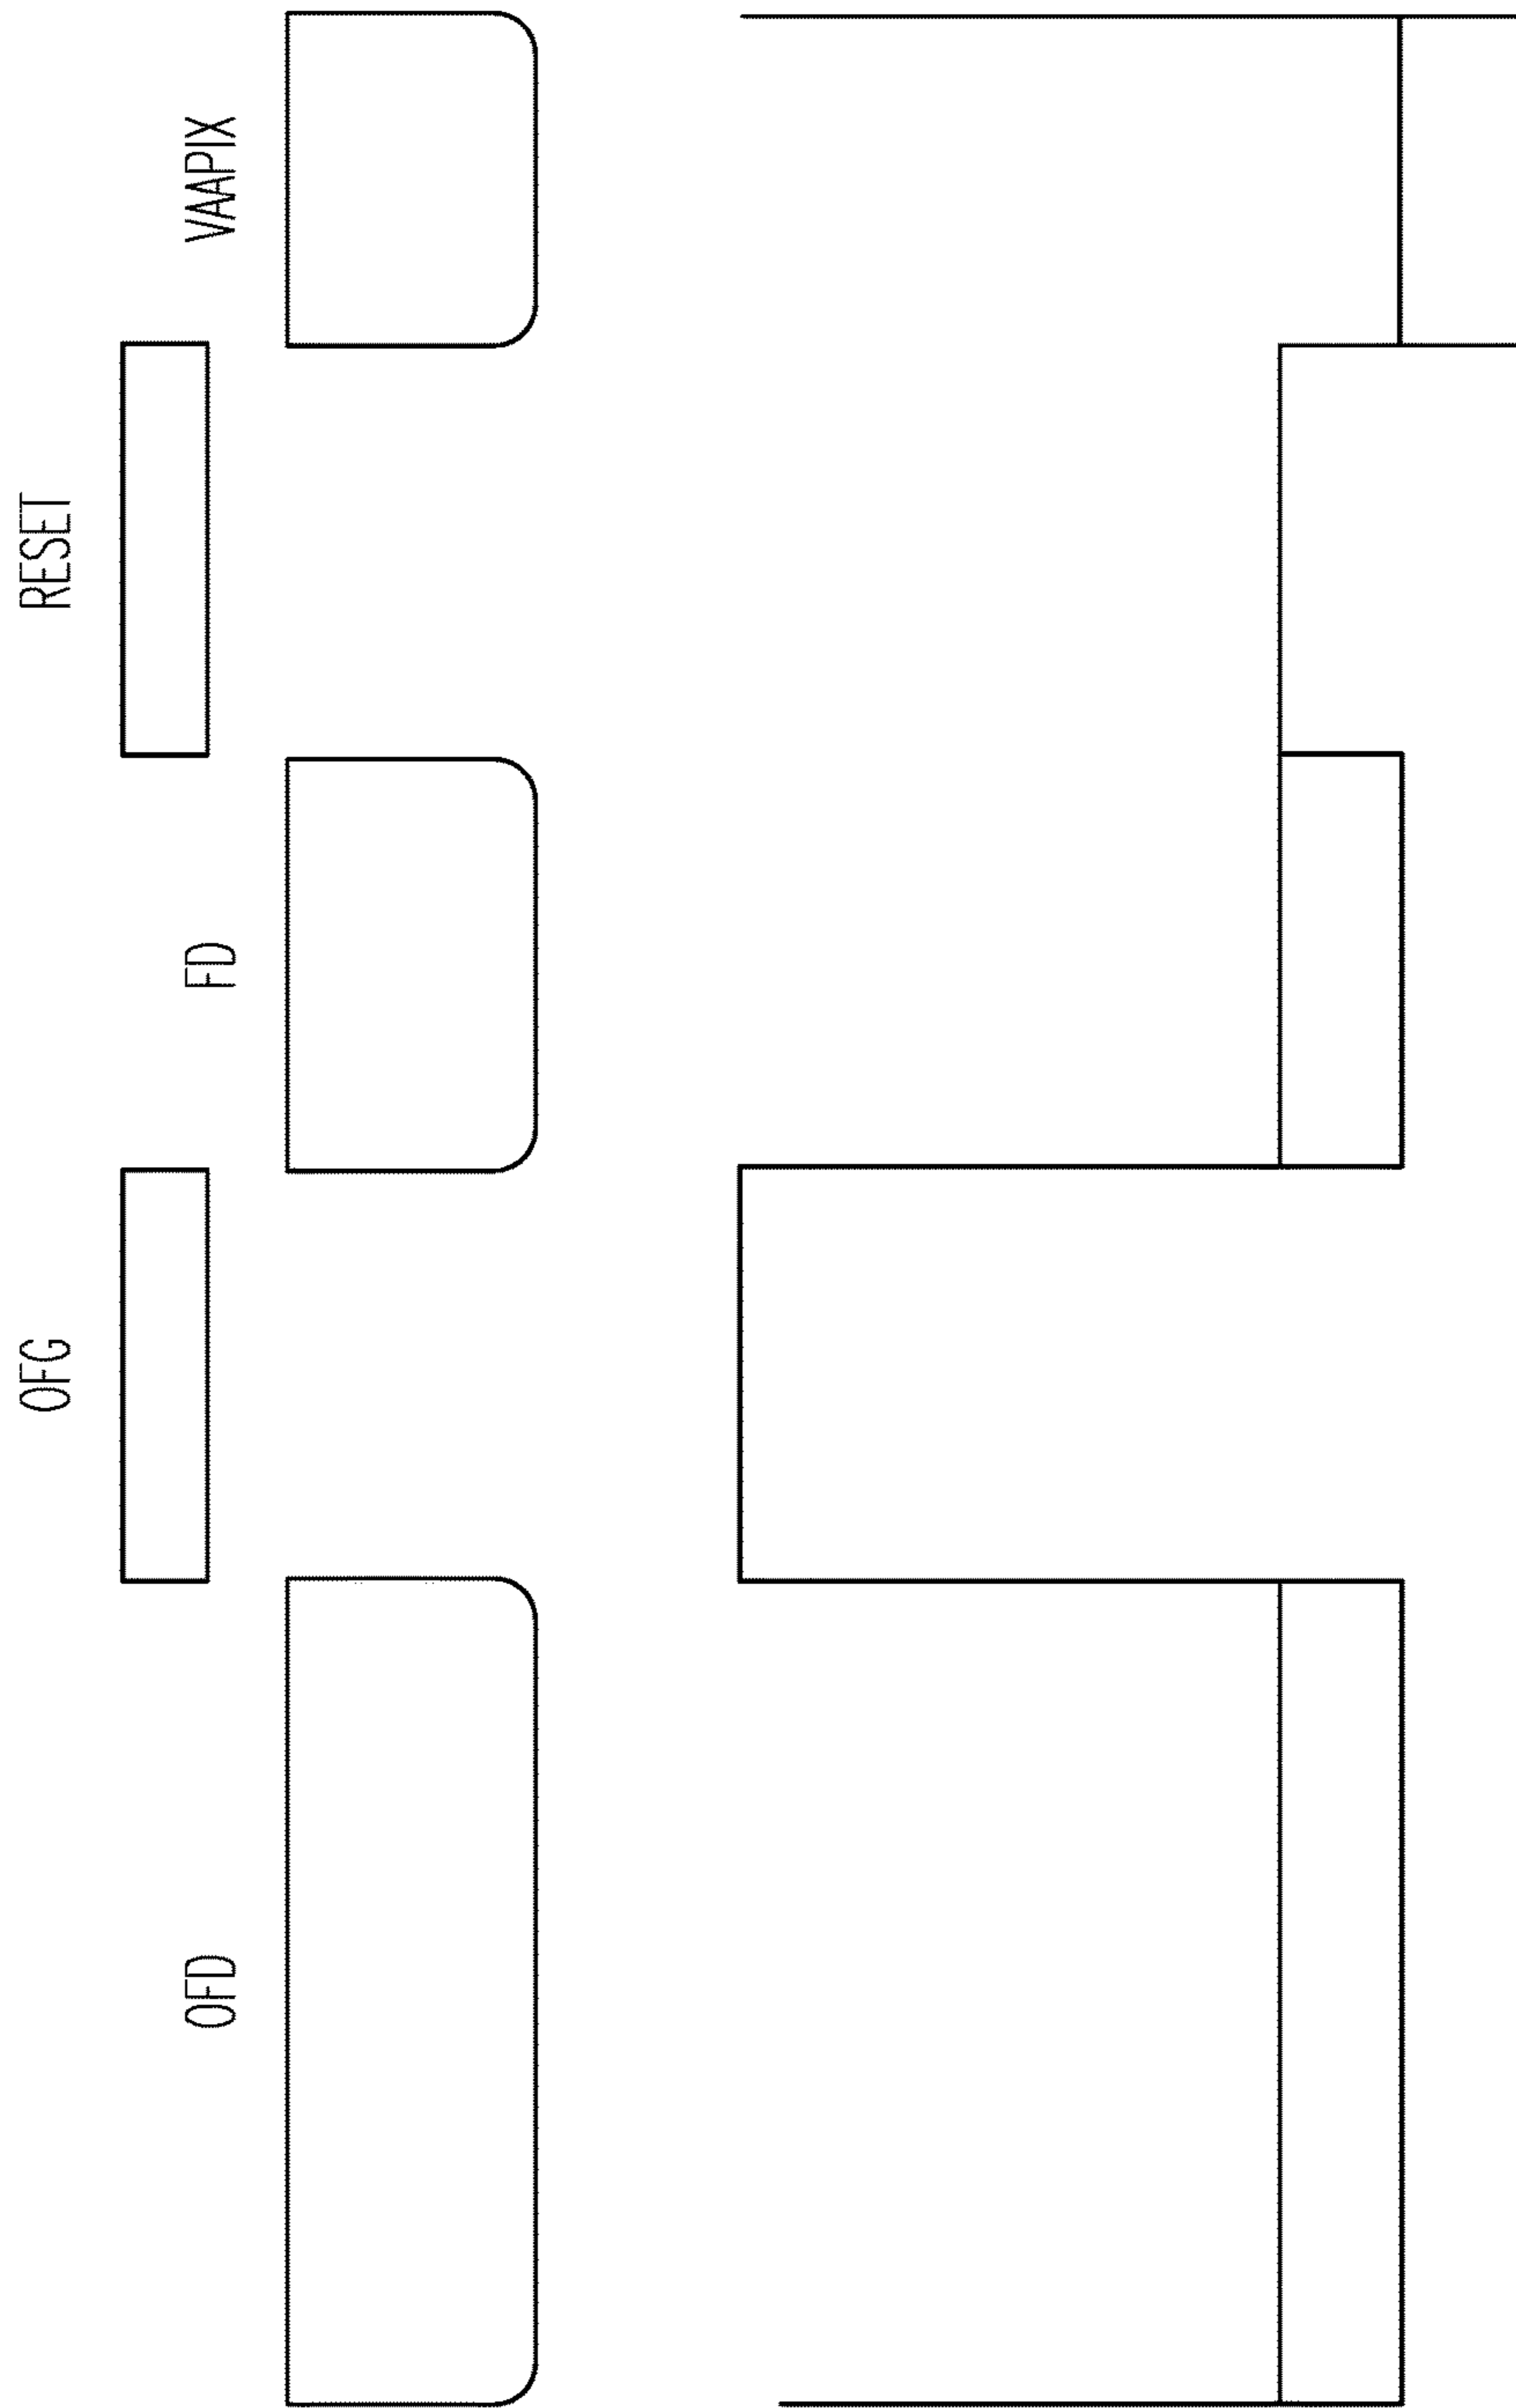 OFD
OFG
FD
RESET
VAAPIX